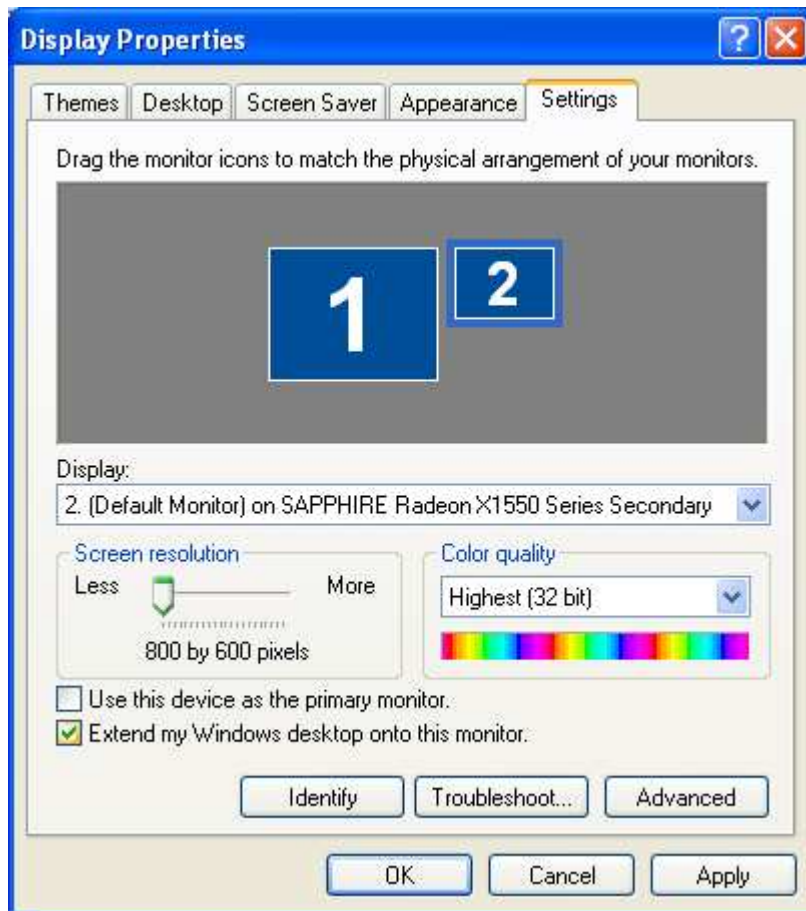 Display Properties
Themes Desktop Screen Saver Appearance Settings
Drag the monitor icons to match the physical arrangement of your monitors.
1 2
Display:
2. (Default Monitor) on SAPPHIRE Radeon X1550 Series Secondary
Screen resolution
Less More
800 by 600 pixels
Color quality
Highest (32 bit)
Use this device as the primary monitor.
Extend my Windows desktop onto this monitor.
Identify Troubleshoot... Advanced
OK Cancel Apply